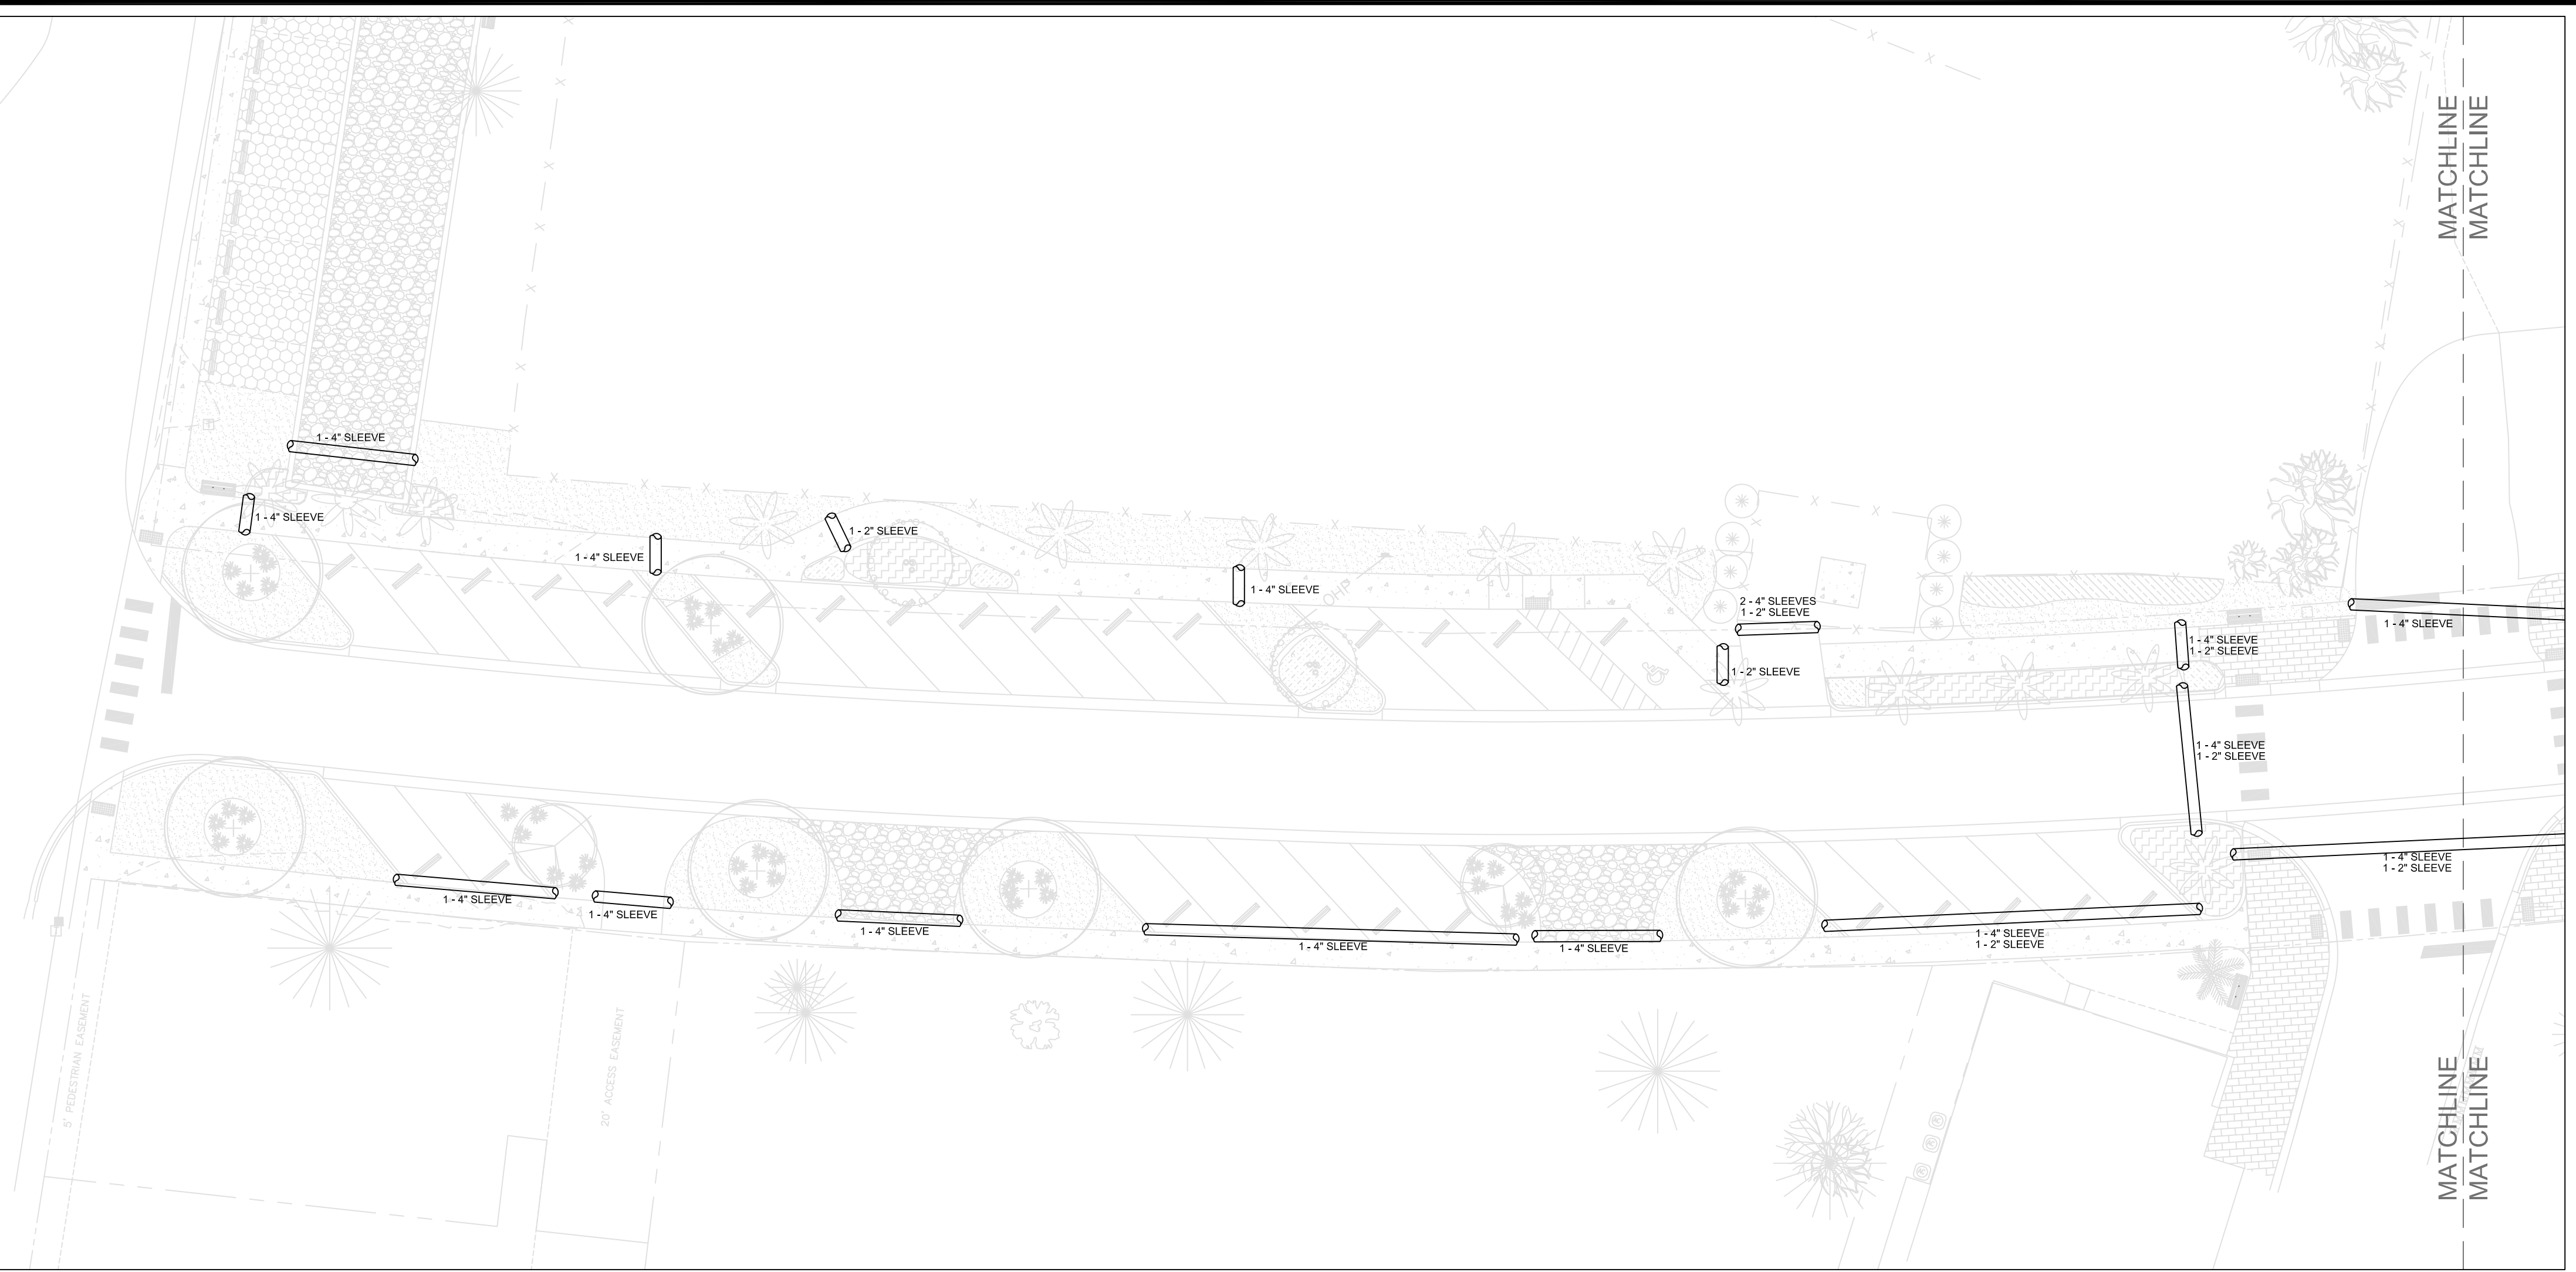 MATCHLINE
MATCHLINE
1 - 4" SLEEVE
1 - 4" SLEEVE
1 - 4" SLEEVE
1 - 2" SLEEVE
1 - 4" SLEEVE
OHP
2 - 4" SLEEVES
1 - 2" SLEEVE
1 - 2" SLEEVE
1 - 4" SLEEVE
1 - 4" SLEEVE
1 - 2" SLEEVE
1 - 4" SLEEVE
1 - 2" SLEEVE
1 - 4" SLEEVE
1 - 2" SLEEVE
1 - 4" SLEEVE
1 - 4" SLEEVE
1 - 4" SLEEVE
1 - 4" SLEEVE
1 - 4" SLEEVE
1 - 4" SLEEVE
1 - 2" SLEEVE
5' PEDESTRIAN EASEMENT
20' ACCESS EASEMENT
MATCHLINE
MATCHLINE